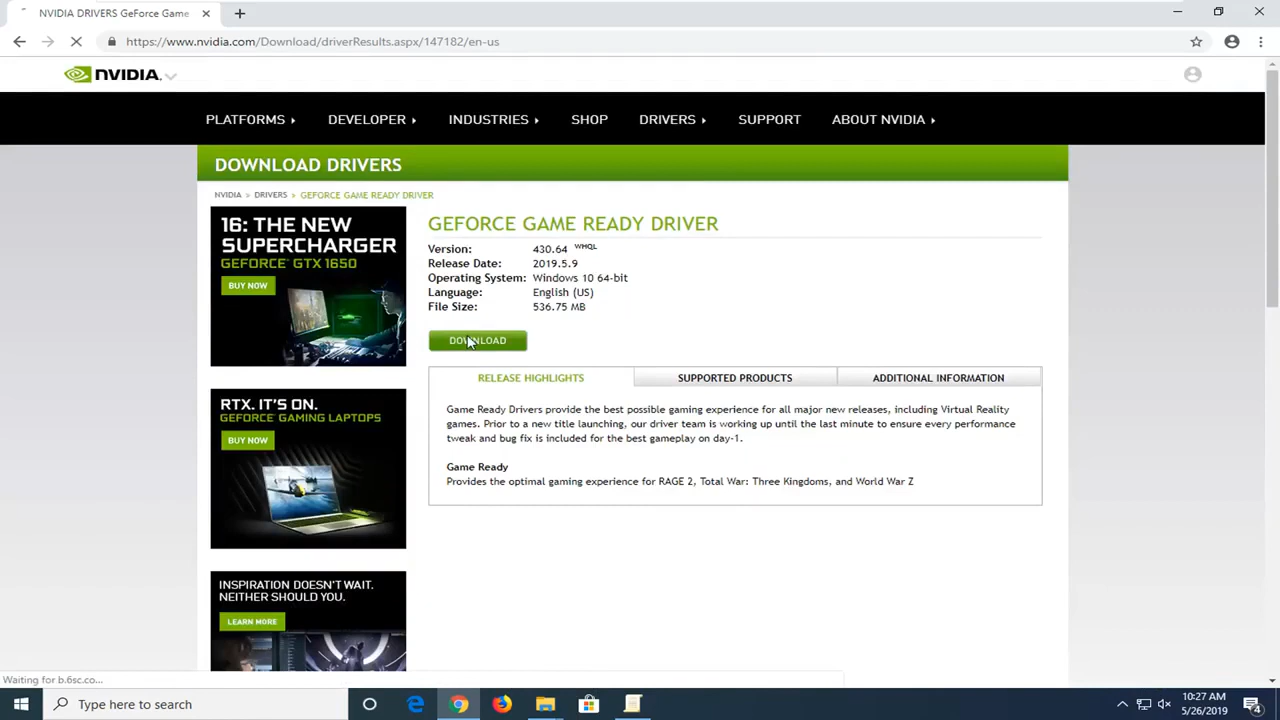 NVIDIA DRIVERS GeForce Game
https://www.nvidia.com/Download/driverResults.aspx/147182/en-us
NVIDIA.
PLATFORMS DEVELOPER INDUSTRIES SHOP DRIVERS SUPPORT ABOUT NVIDIA
DOWNLOAD DRIVERS
NVIDIA > DRIVERS > GEFORCE GAME READY DRIVER
16: THE NEW
SUPERCHARGER
GEFORCE® GTX 1650
BUY NOW
RTX. IT'S ON.
GEFORCE® GAMING LAPTOPS
BUY NOW
INSPIRATION DOESN'T WAIT.
NEITHER SHOULD YOU.
LEARN MORE
GEFORCE GAME READY DRIVER
Version: 430.64 WHQL
Release Date: 2019.5.9
Operating System: Windows 10 64-bit
Language: English (US)
File Size: 536.75 MB
DOWNLOAD
RELEASE HIGHLIGHTS SUPPORTED PRODUCTS ADDITIONAL INFORMATION
Game Ready Drivers provide the best possible gaming experience for all major new releases, including Virtual Reality
games. Prior to a new title launching, our driver team is working up until the last minute to ensure every performance
tweak and bug fix is included for the best gameplay on day-1.
Game Ready
Provides the optimal gaming experience for RAGE 2, Total War: Three Kingdoms, and World War Z
Waiting for b.6sc.co...
Type here to search
10:27 AM
5/26/2019
4